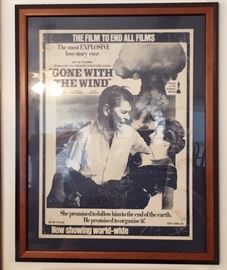 THE FILM TO END ALL FILMS
The most EXPLOSIVE
love story ever
"GONE WITH
THE WIND"
She promised to follow him to the end of the earth.
He promised to organise it!
Now showing world-wide